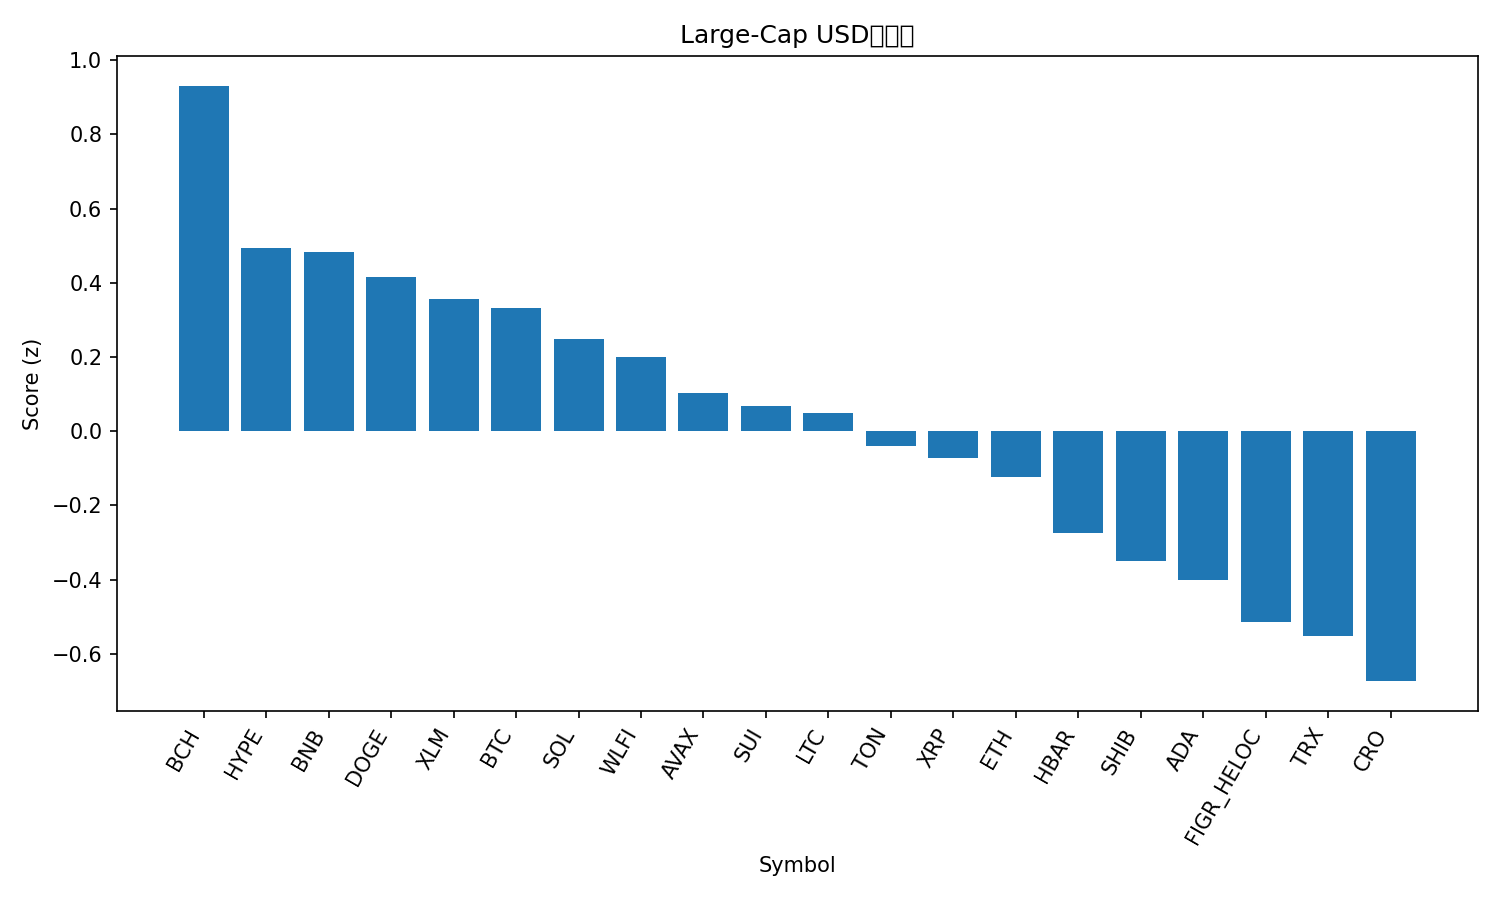 Large-Cap USD□□□
Score (z)
1.0
0.8
0.6
0.4
0.2
0.0
−0.2
−0.4
−0.6
BCH
HYPE
BNB
DOGE
XLM
BTC
SOL
WLFI
AVAX
SUI
LTC
TON
XRP
ETH
HBAR
SHIB
ADA
FIGR_HELOC
TRX
CRO
Symbol